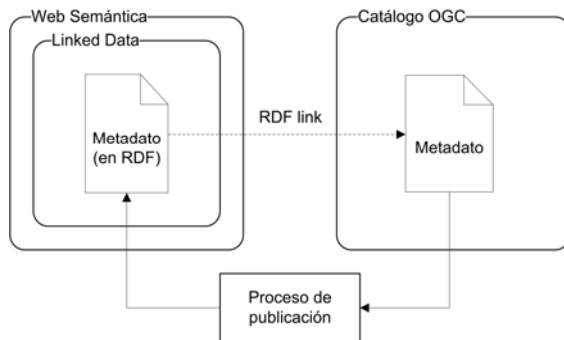 Web Semántica
Catálogo OGC
Linked Data
RDF link
Metadato
(en RDF)
Metadato
Proceso de
publicación